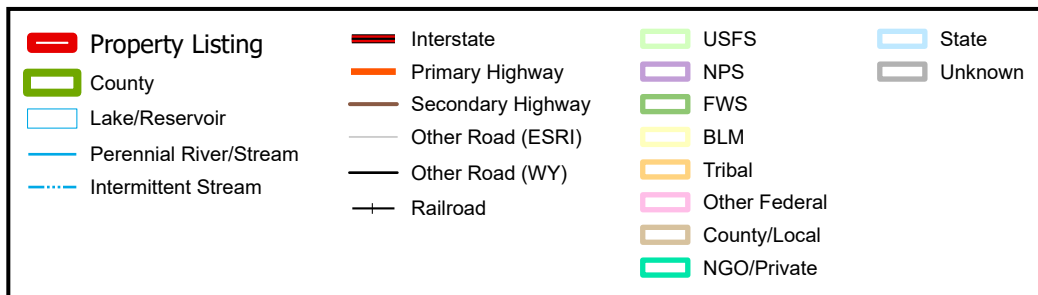 Property Listing
County
Lake/Reservoir
Perennial River/Stream
Intermittent Stream
Interstate
Primary Highway
Secondary Highway
Other Road (ESRI)
Other Road (WY)
Railroad
USFS
NPS
FWS
BLM
Tribal
Other Federal
County/Local
NGO/Private
State
Unknown